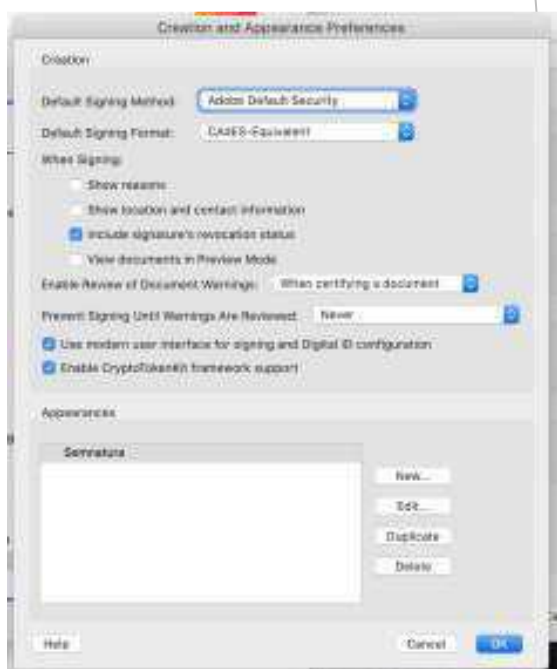 Creation and Appearance Preferences
Creation
Default Signing Method: Adobe Default Security
Default Signing Format: CAdES-Equivalent
When Signing:
Show reasons
Show location and contact information
Include signature's revocation status
View documents in Preview Mode
Enable Review of Document Warnings: When certifying a document
Prevent Signing Until Warnings Are Reviewed: Never
Use modern user interface for signing and Digital ID configuration
Enable CryptoTokenKit framework support
Appearances
Semnatura
New...
Edit...
Duplicate
Delete
Help Cancel OK